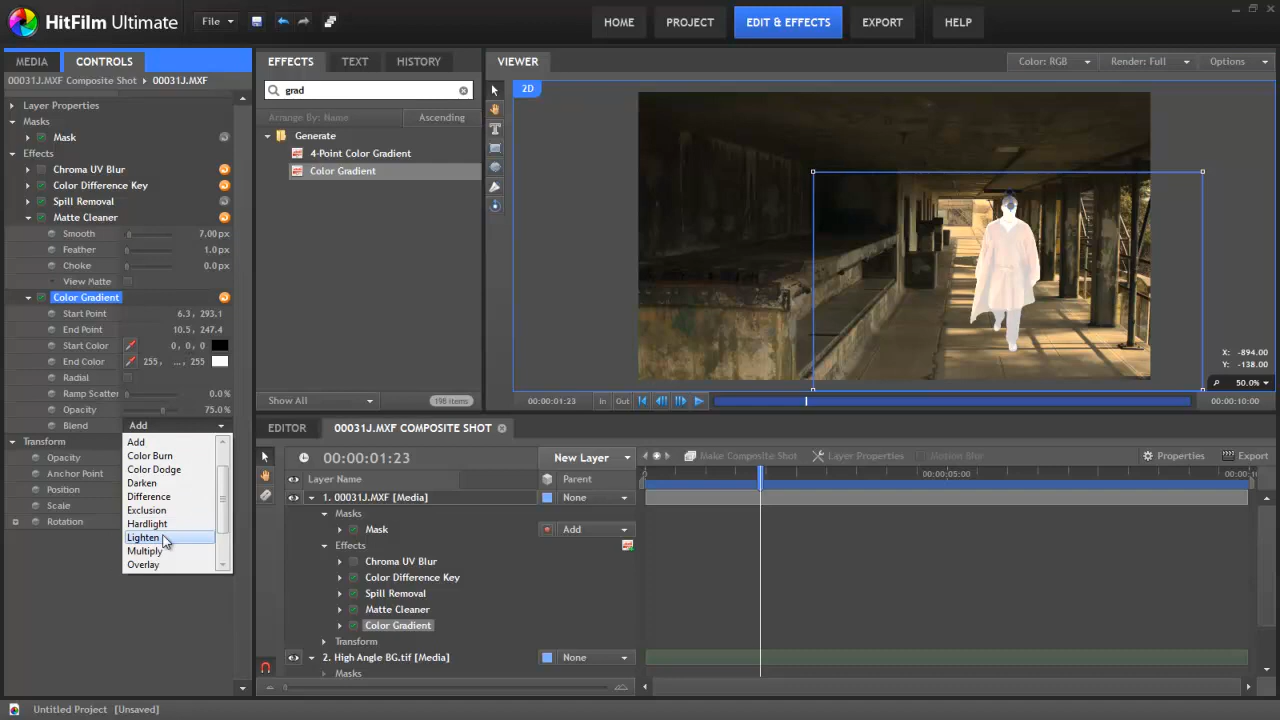 HitFilm Ultimate
File
HOME
PROJECT
EDIT & EFFECTS
EXPORT
HELP
MEDIA
CONTROLS
00031J.MXF Composite Shot
00031J.MXF
Layer Properties
Masks
Mask
Effects
Chroma UV Blur
Color Difference Key
Spill Removal
Matte Cleaner
Smooth 7.00px
Feather 1.0px
Choke 0.0px
View Matte
Color Gradient
Start Point 6.3, 293.1
End Point 10.5, 247.4
Start Color 0, 0, 0
End Color 255, ..., 255
Radial
Ramp Scatter 0.0%
Opacity 75.0%
Blend Add
Transform
Opacity
Anchor Point
Position
Scale
Rotation
Add
Color Burn
Color Dodge
Darken
Difference
Exclusion
Hardlight
Lighten
Multiply
Overlay
EFFECTS
TEXT
HISTORY
grad
Arrange By: Name
Ascending
Generate
4-Point Color Gradient
Color Gradient
Show All
198 items
VIEWER
Color: RGB
Render: Full
Options
2D
X: -894.00
Y: -138.00
50.0%
00:00:01:23
In
Out
00:00:10:00
EDITOR
00031J.MXF COMPOSITE SHOT
00:00:01:23
New Layer
Make Composite Shot
Layer Properties
Motion Blur
Properties
Export
Layer Name
Parent
0
00:00:05:00
00:00:10
1. 00031J.MXF [Media]
None
Masks
Mask
Add
Effects
Chroma UV Blur
Color Difference Key
Spill Removal
Matte Cleaner
Color Gradient
Transform
2. High Angle BG.tif [Media]
None
Masks
Untitled Project
[Unsaved]